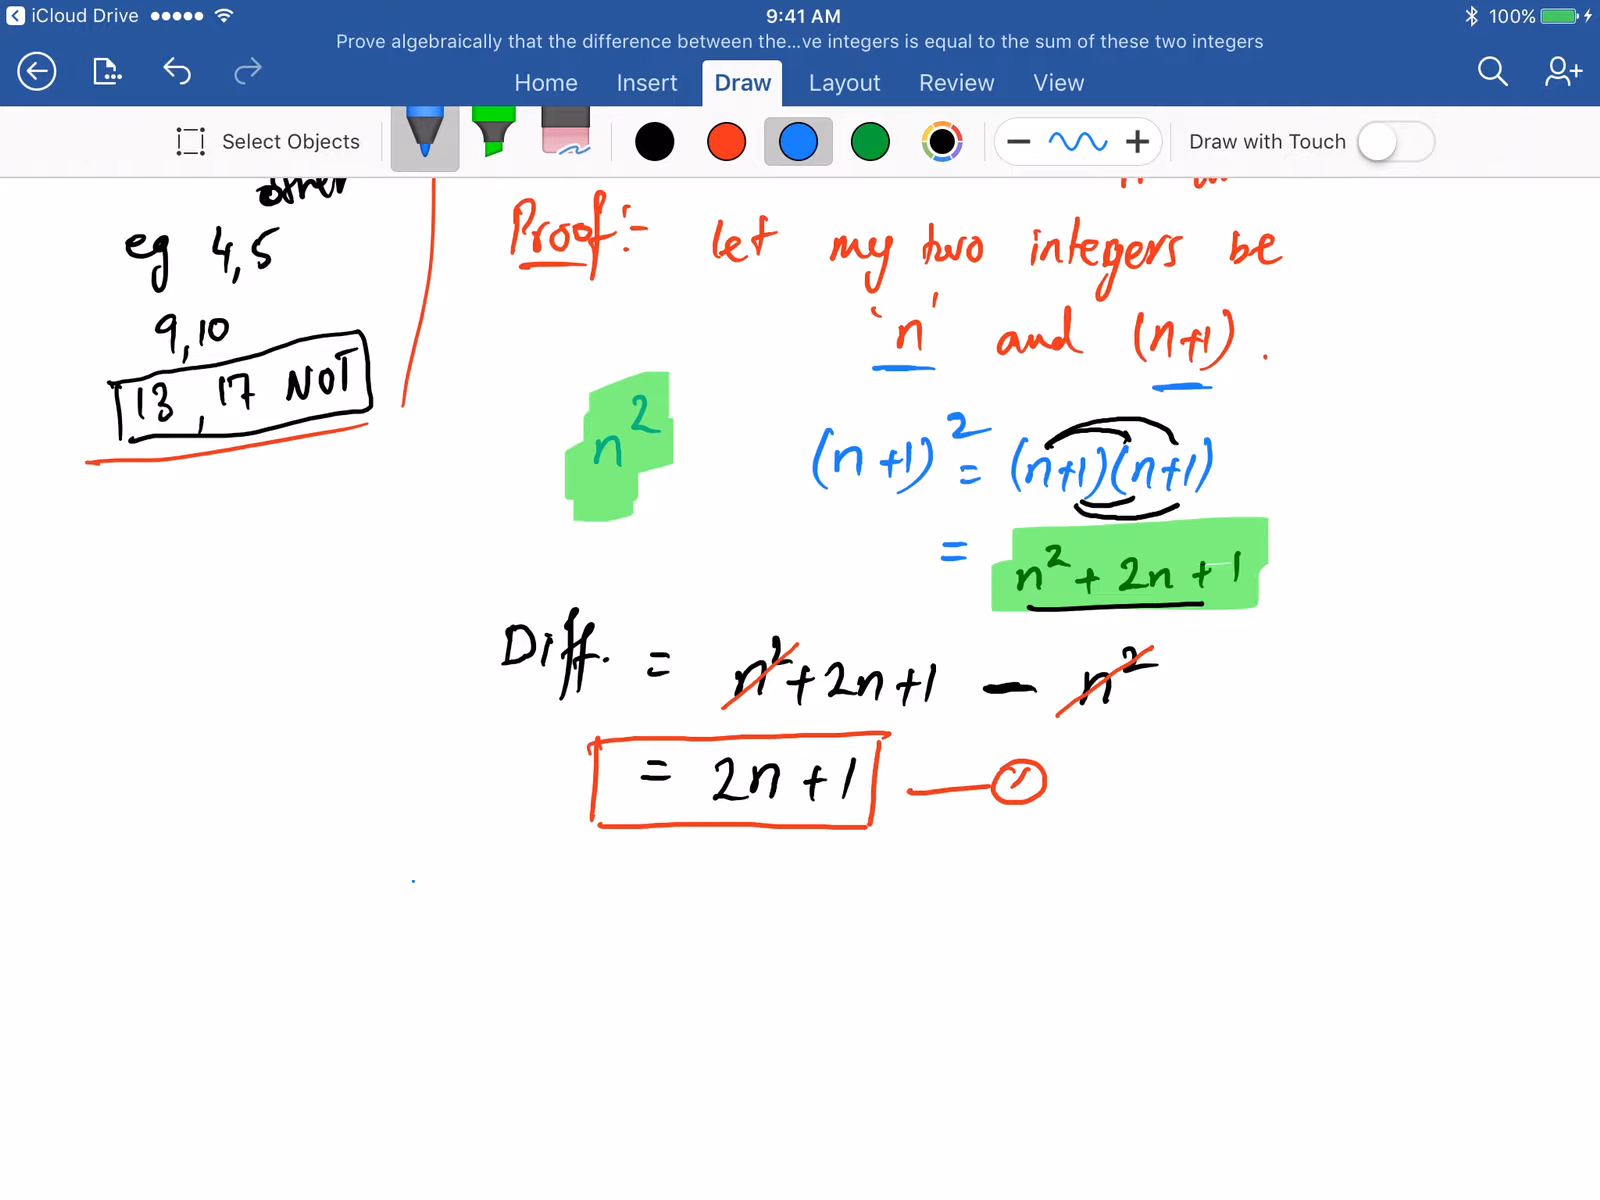 iCloud Drive
9:41 AM
100%
Prove algebraically that the difference between the...ve integers is equal to the sum of these two integers
Home Insert Draw Layout Review View
Select Objects
Draw with Touch
other
eg 4,5
9,10
13, 17 NOT
Proof:- let my two integers be
'n' and (n+1).
n² (n+1)² = (n+1)(n+1)
= n² + 2n + 1
Diff. = n² + 2n + 1 - n²
= 2n + 1